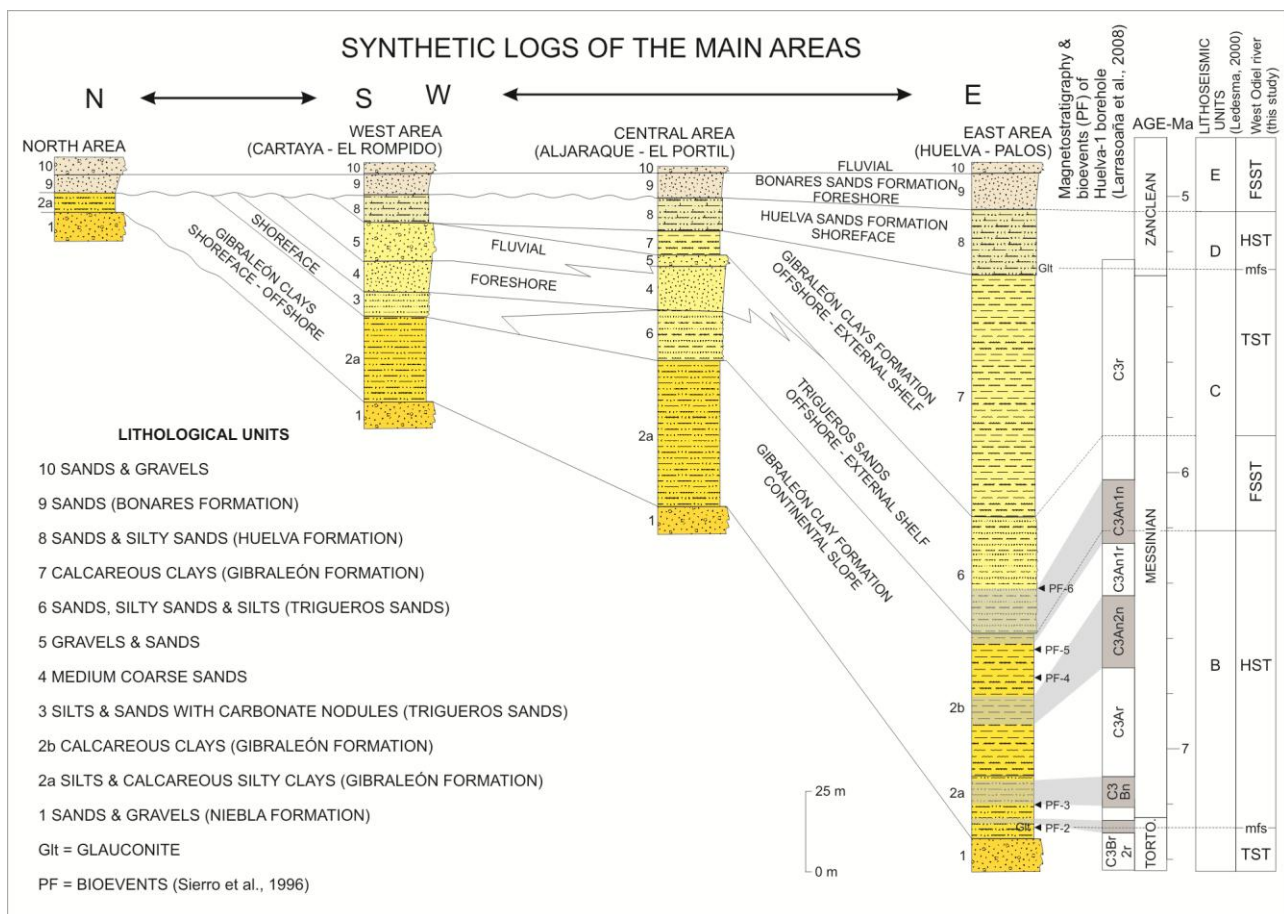 SYNTHETIC LOGS OF THE MAIN AREAS
N
S
W
E
NORTH AREA
WEST AREA
(CARTAYA - EL ROMPIDO)
CENTRAL AREA
(ALJARAQUE - EL PORTIL)
EAST AREA
(HUELVA - PALOS)
Magnetostratigraphy &
bioevents (PF) of
Huelva-1 borehole
(Larrasoaña et al., 2008)
AGE-Ma
LITHOSEISMIC
UNITS
(Ledesma, 2000)
West Odiel river
(this study)
10
9
2a
1
10
9
8
5
4
3
2a
1
10
9
8
7
5
4
6
2a
1
10
9
8
7
6
2b
2a
1
FLUVIAL
BONARES SANDS FORMATION
FORESHORE
HUELVA SANDS FORMATION
SHOREFACE
SHOREFACE
GIBRALEÓN CLAYS
SHOREFACE - OFFSHORE
FLUVIAL
FORESHORE
GIBRALEÓN CLAYS FORMATION
OFFSHORE - EXTERNAL SHELF
TRIGUEROS SANDS
OFFSHORE - EXTERNAL SHELF
GIBRALEÓN CLAY FORMATION
CONTINENTAL SLOPE
Glt
PF-6
PF-5
PF-4
PF-3
Glt
PF-2
C3r
C3An1n
C3An1r
C3An2n
C3Ar
C3
Bn
C3Br
2r
ZANCLEAN
MESSINIAN
TORTO.
5
6
7
E
D
C
B
FSST
HST
mfs
TST
FSST
HST
mfs
TST
LITHOLOGICAL UNITS
10 SANDS & GRAVELS
9 SANDS (BONARES FORMATION)
8 SANDS & SILTY SANDS (HUELVA FORMATION)
7 CALCAREOUS CLAYS (GIBRALEÓN FORMATION)
6 SANDS, SILTY SANDS & SILTS (TRIGUEROS SANDS)
5 GRAVELS & SANDS
4 MEDIUM COARSE SANDS
3 SILTS & SANDS WITH CARBONATE NODULES (TRIGUEROS SANDS)
2b CALCAREOUS CLAYS (GIBRALEÓN FORMATION)
2a SILTS & CALCAREOUS SILTY CLAYS (GIBRALEÓN FORMATION)
1 SANDS & GRAVELS (NIEBLA FORMATION)
Glt = GLAUCONITE
PF = BIOEVENTS (Sierro et al., 1996)
25 m
0 m